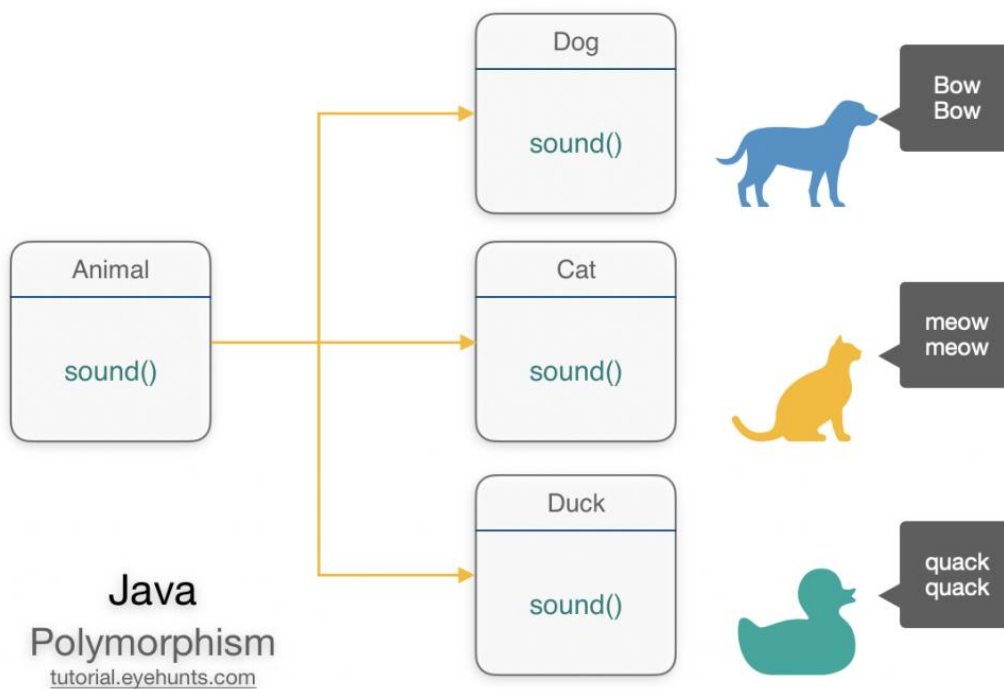 Dog
sound()
Bow
Bow
Animal
sound()
Cat
sound()
meow
meow
Duck
sound()
quack
quack
Java
Polymorphism
tutorial.eyehunts.com